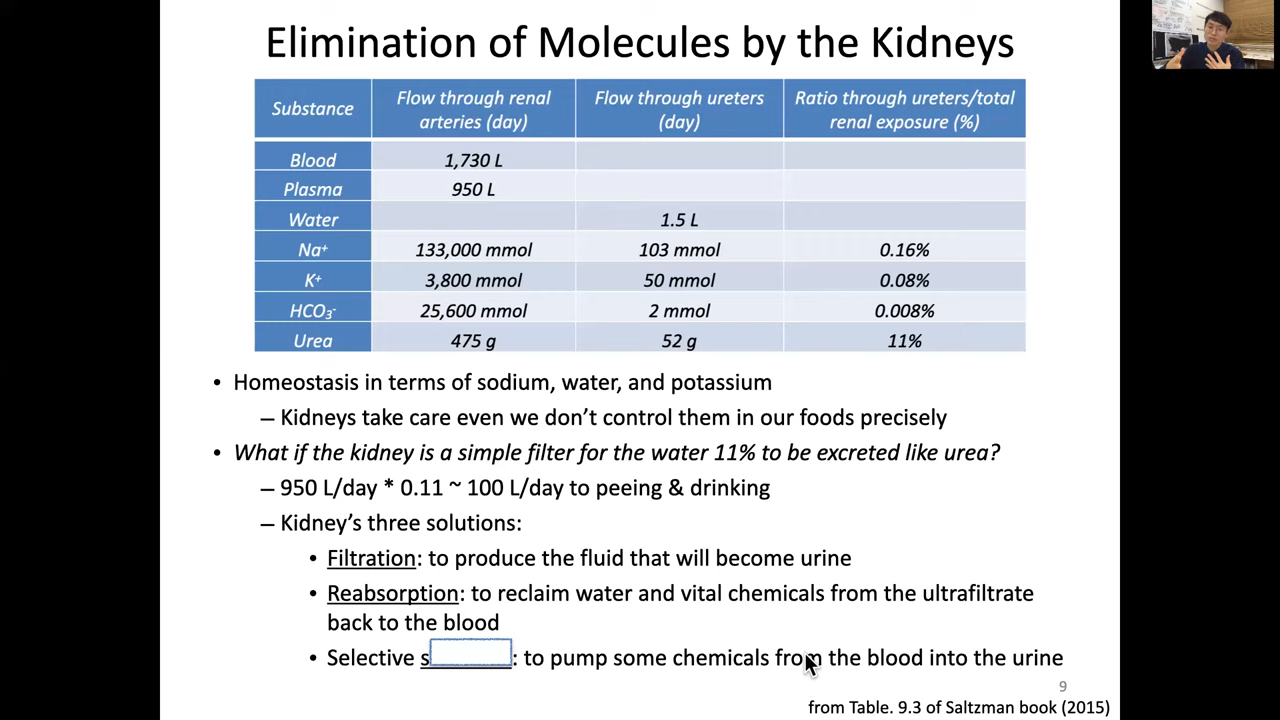 Elimination of Molecules by the Kidneys
Substance Flow through renal arteries (day) Flow through ureters (day) Ratio through ureters/total renal exposure (%)
Blood 1,730 L
Plasma 950 L
Water 1.5 L
Na+ 133,000 mmol 103 mmol 0.16%
K+ 3,800 mmol 50 mmol 0.08%
HCO3- 25,600 mmol 2 mmol 0.008%
Urea 475 g 52 g 11%
• Homeostasis in terms of sodium, water, and potassium
– Kidneys take care even we don't control them in our foods precisely
• What if the kidney is a simple filter for the water 11% to be excreted like urea?
– 950 L/day * 0.11 ~ 100 L/day to peeing & drinking
– Kidney's three solutions:
• Filtration: to produce the fluid that will become urine
• Reabsorption: to reclaim water and vital chemicals from the ultrafiltrate
back to the blood
• Selective s : to pump some chemicals from the blood into the urine
9
from Table. 9.3 of Saltzman book (2015)